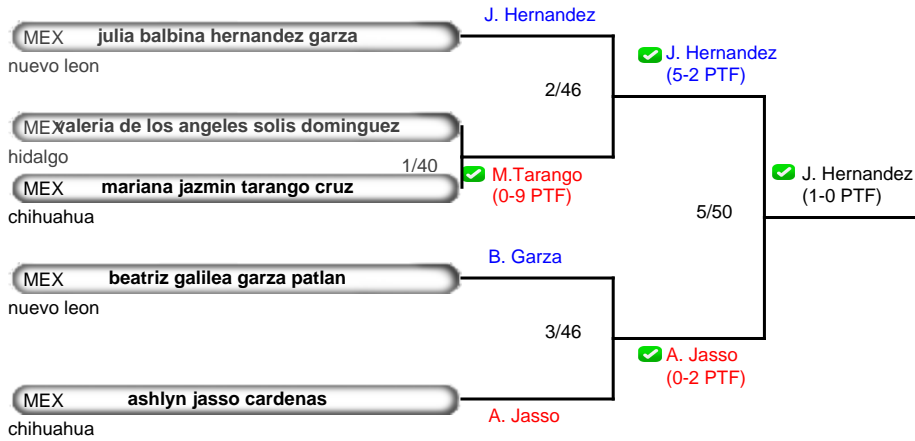 J. Hernandez
MEX julia balbina hernandez garza
nuevo leon
J. Hernandez
(5-2 PTF)
2/46
MEX valeria de los angeles solis dominguez
hidalgo
1/40
MEX mariana jazmin tarango cruz
chihuahua
M.Tarango
(0-9 PTF)
J. Hernandez
(1-0 PTF)
5/50
B. Garza
MEX beatriz galilea garza patlan
nuevo leon
3/46
A. Jasso
(0-2 PTF)
MEX ashlyn jasso cardenas
chihuahua
A. Jasso